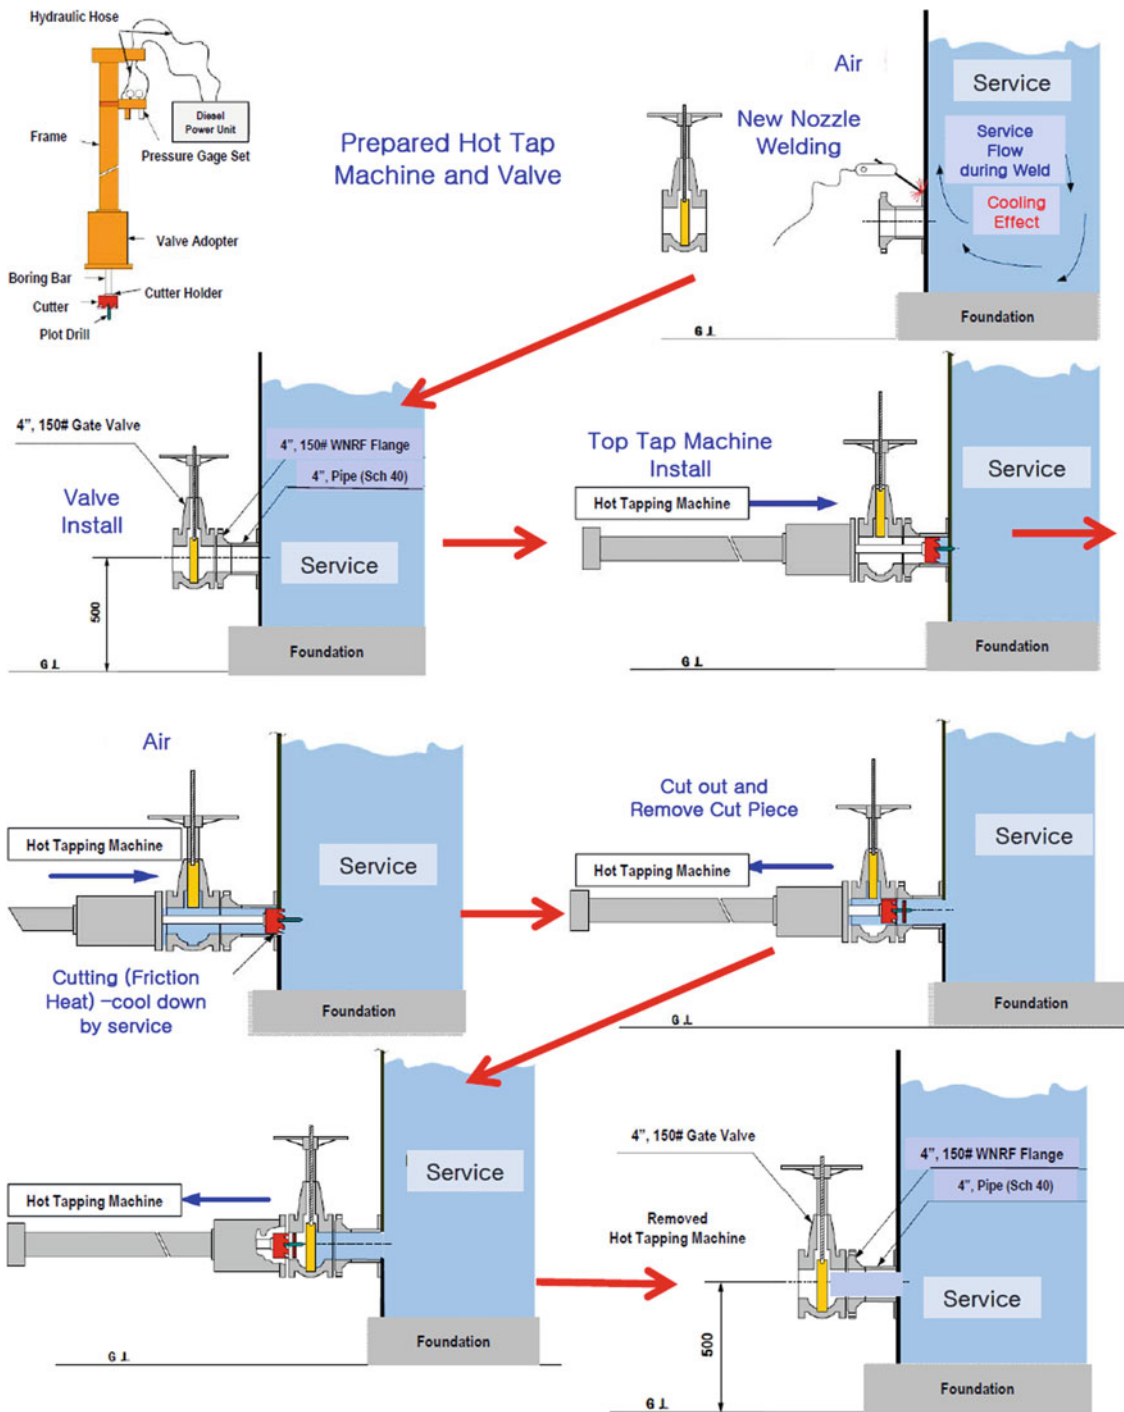 Hydraulic Hose
Diesel
Power Unit
Frame
Pressure Gage Set
Valve Adopter
Boring Bar
Cutter Holder
Cutter
Plot Drill
Prepared Hot Tap
Machine and Valve
Air
New Nozzle
Welding
Service
Service
Flow
during Weld
Cooling
Effect
Foundation
G.L
4", 150# Gate Valve
4", 150# WNRF Flange
4", Pipe (Sch 40)
Valve
Install
Service
500
Foundation
G.L
Top Tap Machine
Install
Hot Tapping Machine
Service
Foundation
G.L
Air
Hot Tapping Machine
Service
Cutting (Friction
Heat) -cool down
by service
Foundation
Cut out and
Remove Cut Piece
Hot Tapping Machine
Service
Foundation
G.L
Hot Tapping Machine
Service
Foundation
G.L
4", 150# Gate Valve
4", 150# WNRF Flange
4", Pipe (Sch 40)
Removed
Hot Tapping Machine
Service
500
Foundation
G.L